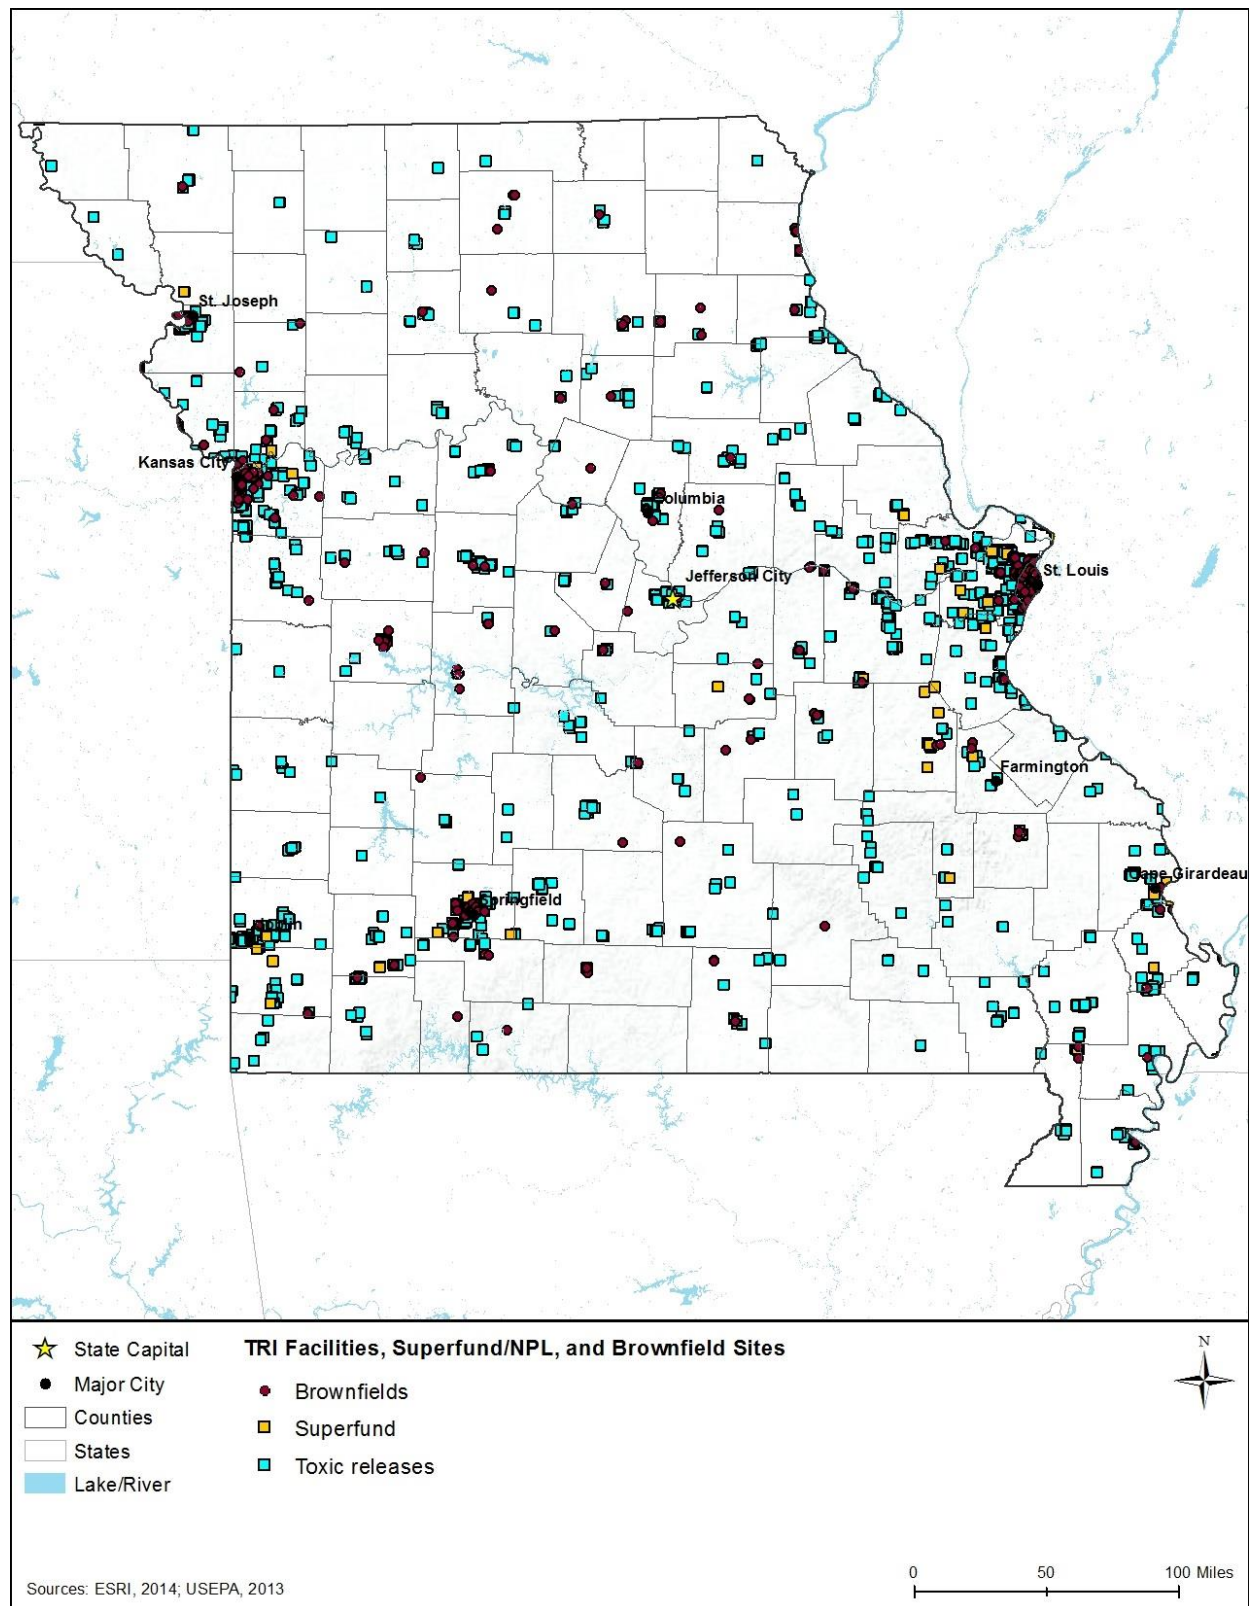 St. Joseph
Kansas City
Columbia
Jefferson City
St. Louis
Farmington
Cape Girardeau
Springfield
State Capital
Major City
Counties
States
Lake/River
TRI Facilities, Superfund/NPL, and Brownfield Sites
Brownfields
Superfund
Toxic releases
N
Sources: ESRI, 2014; USEPA, 2013
0 50 100 Miles